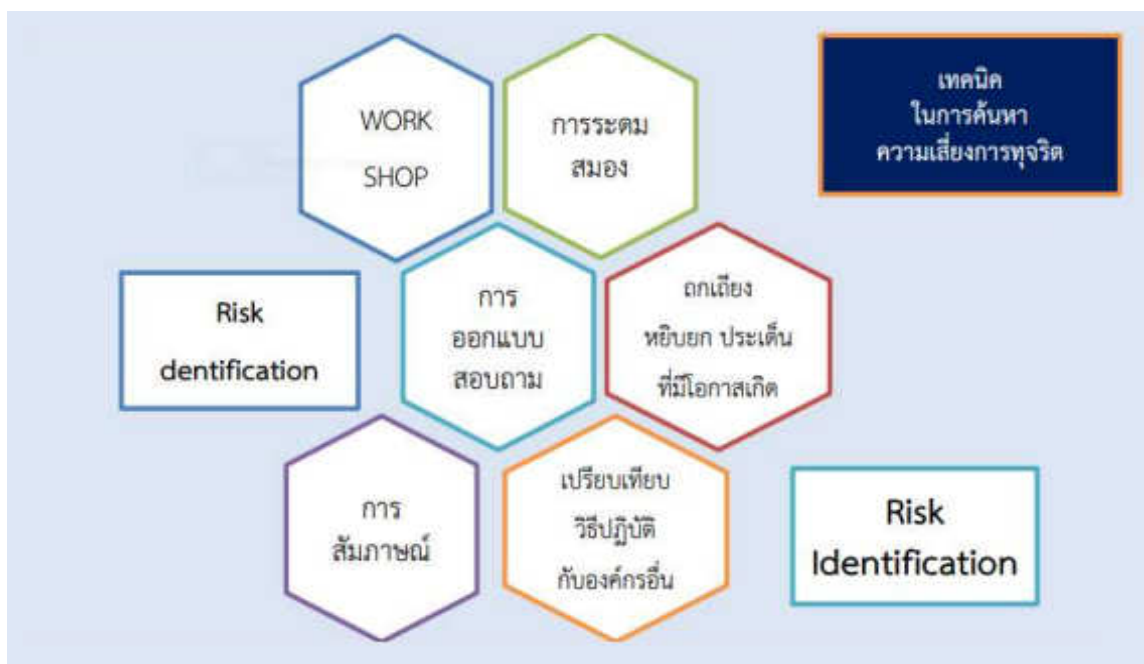 WORK
SHOP
การระดม
สมอง
เทคนิค
ในการค้นหา
ความเสี่ยงการทุจริต
Risk
dentification
การ
ออกแบบ
สอบถาม
ถกเถียง
หยิบยก ประเด็น
ที่มีโอกาสเกิด
การ
สัมภาษณ์
เปรียบเทียบ
วิธีปฏิบัติ
กับองค์กรอื่น
Risk
Identification